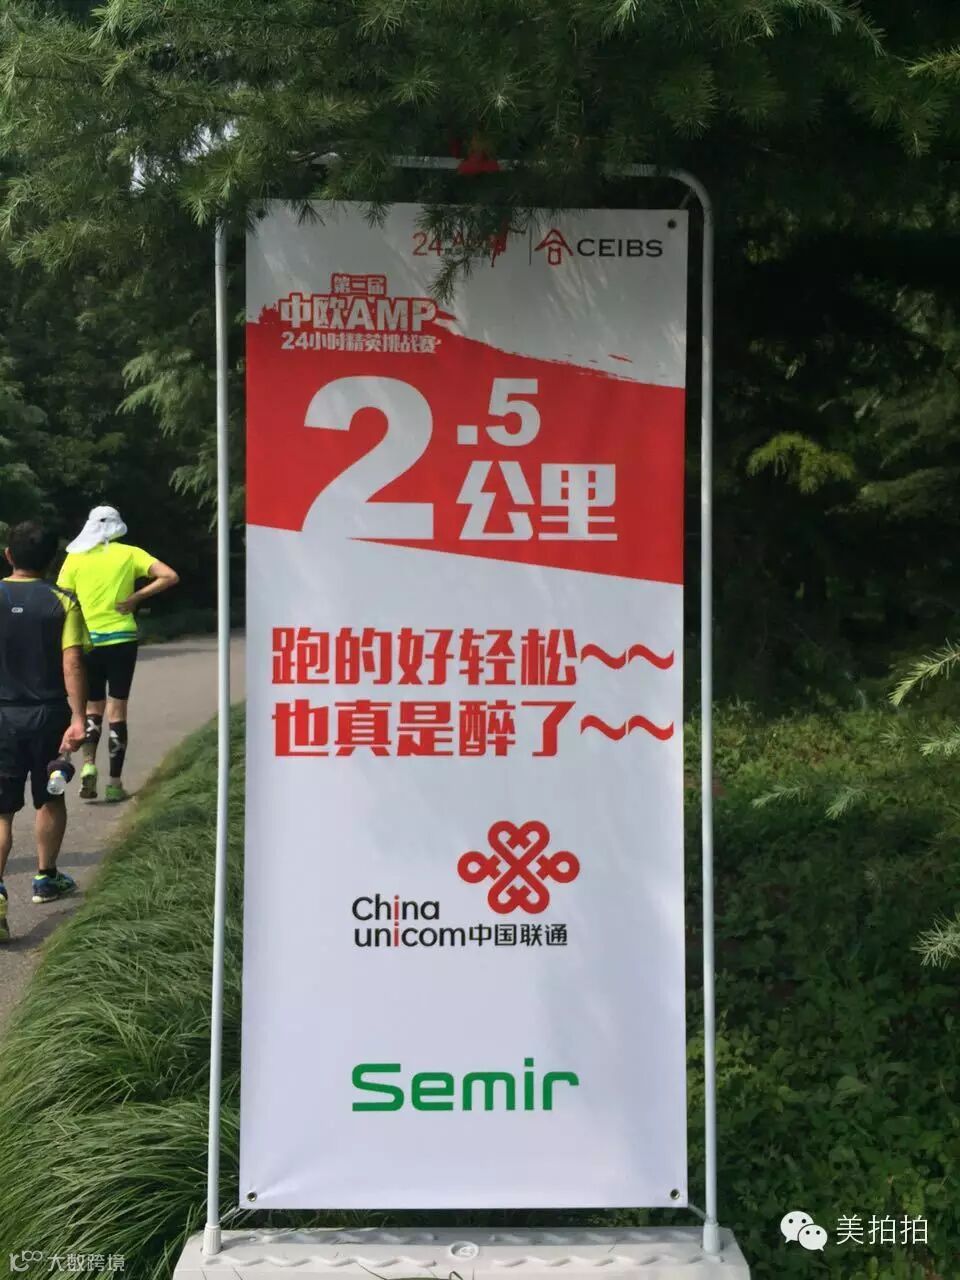 24
CEIBS
第三届
中欧AMP
24小时精英挑战赛
2.5
公里
跑的好轻松~~
也真是醉了~~
China
unicom中国联通
Semir
美拍拍
大数跨境